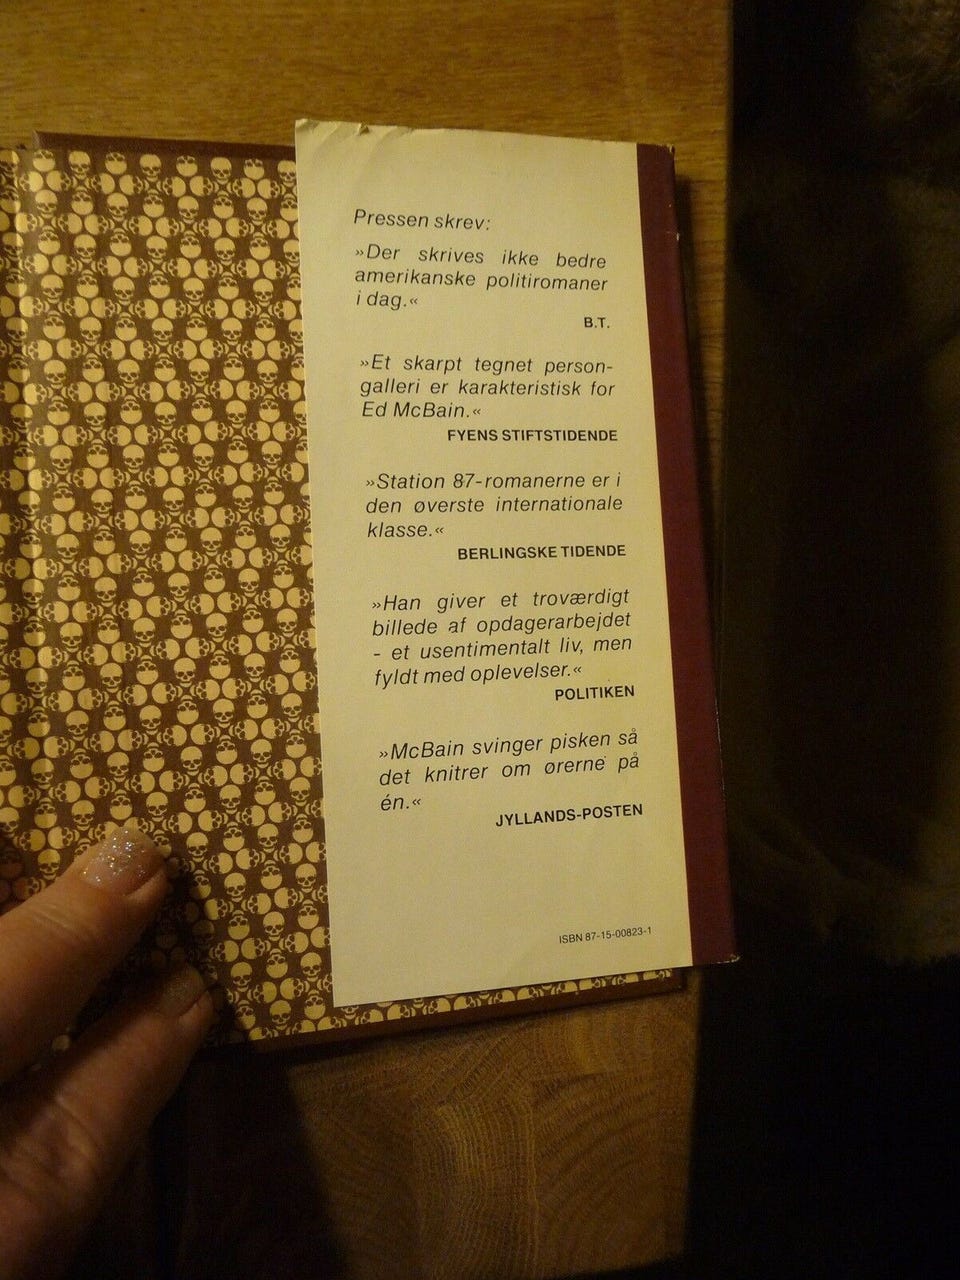 Pressen skrev:
»Der skrives ikke bedre
amerikanske politiromaner
i dag.«
B.T.
»Et skarpt tegnet person-
galleri er karakteristisk for
Ed McBain.«
FYENS STIFTSTIDENDE
»Station 87-romanerne er i
den øverste internationale
klasse.«
BERLINGSKE TIDENDE
»Han giver et troværdigt
billede af opdagerarbejdet
- et usentimentalt liv, men
fyldt med oplevelser.«
POLITIKEN
»McBain svinger pisken så
det knitrer om ørerne på
én.«
JYLLANDS-POSTEN
ISBN 87-15-00823-1